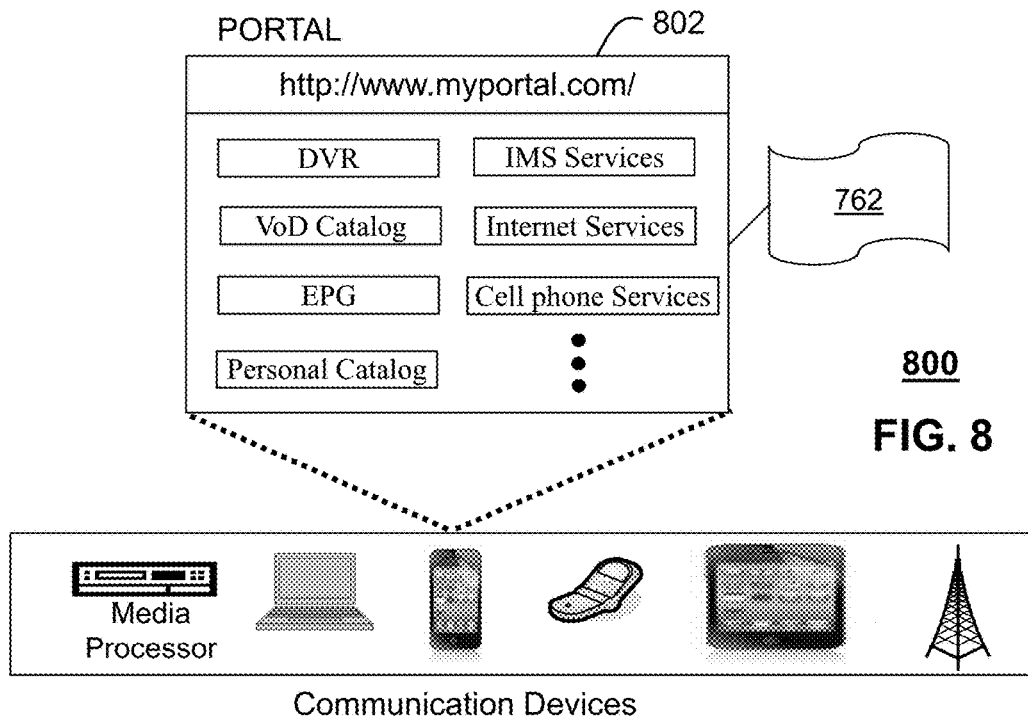 PORTAL
802
http://www.myportal.com/
DVR
IMS Services
VoD Catalog
Internet Services
762
EPG
Cell phone Services
Personal Catalog
800
FIG. 8
Media
Processor
Communication Devices